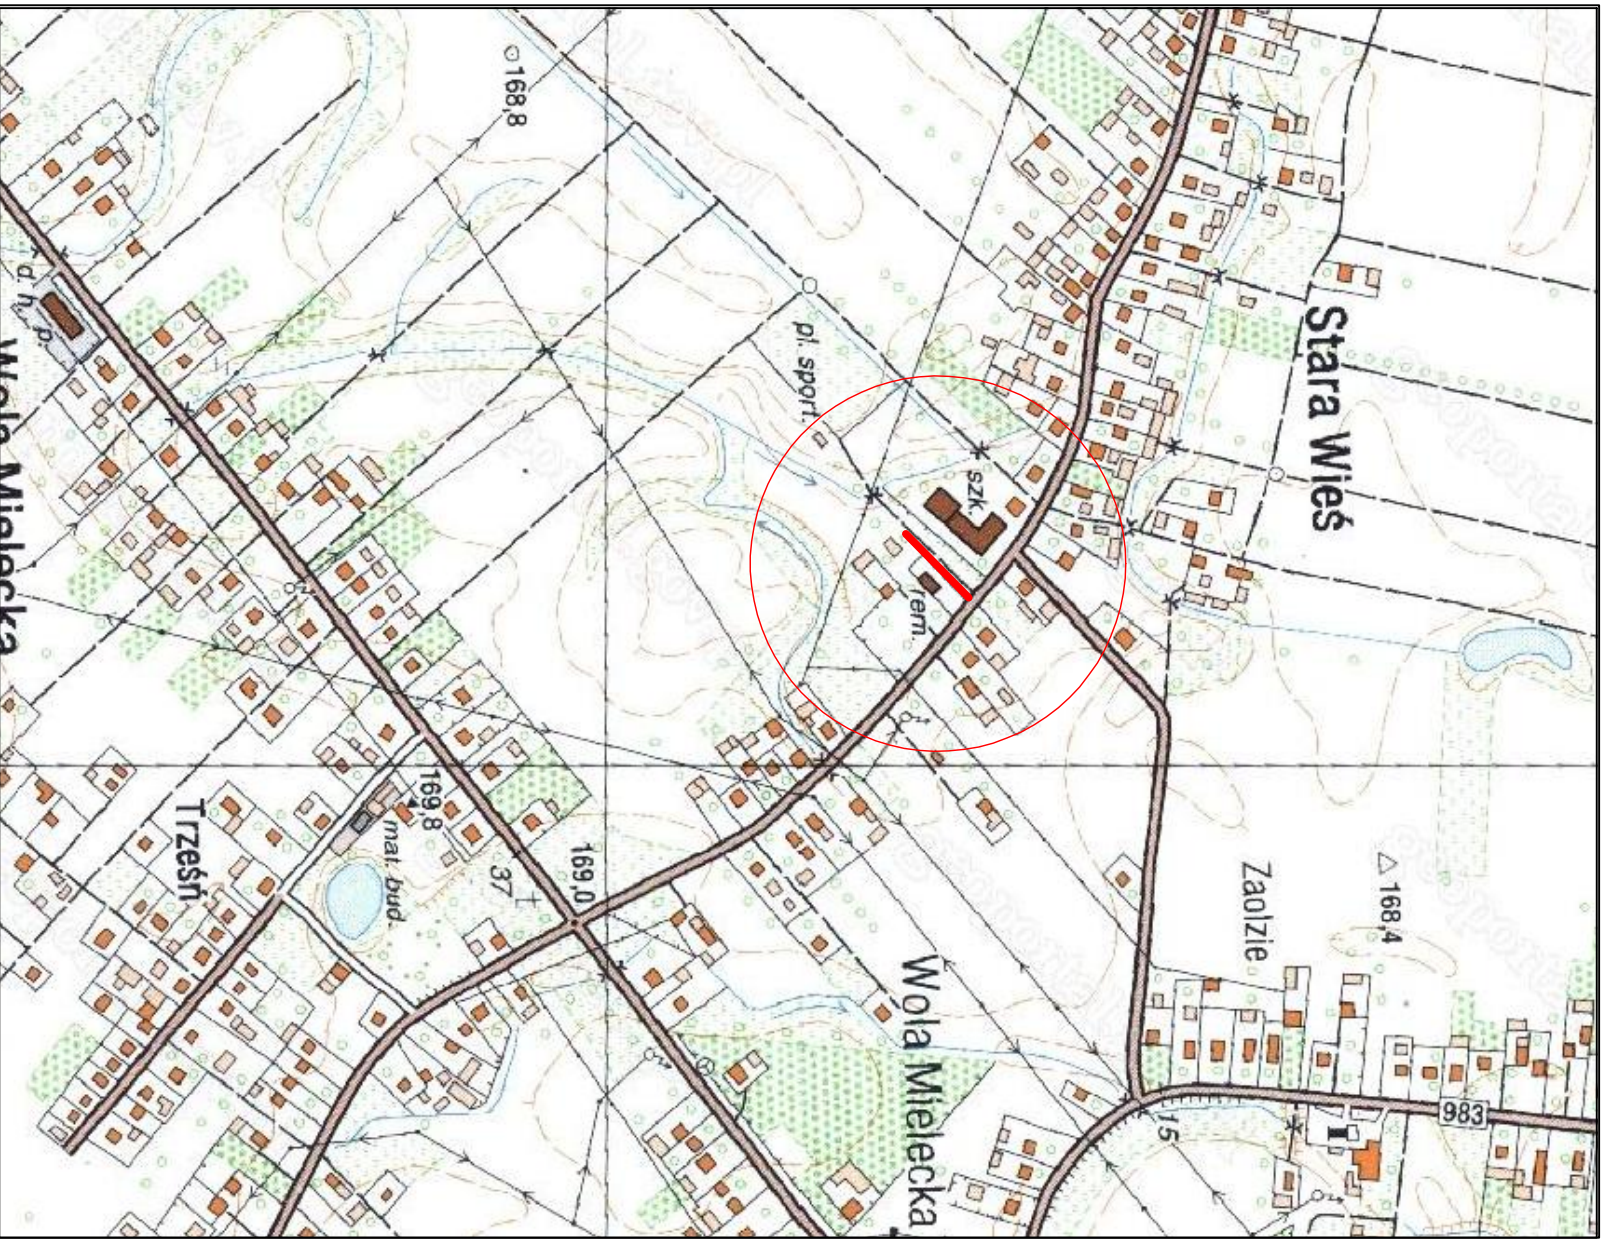 168,8
Stara Wieś
pl. sport.
szk.
rem.
d. h.
p.
Wola Mielecka
169,8
mat. bud.
Trześń
37
169,0
Zaolzie
168,4
Wola Mielecka
983
15